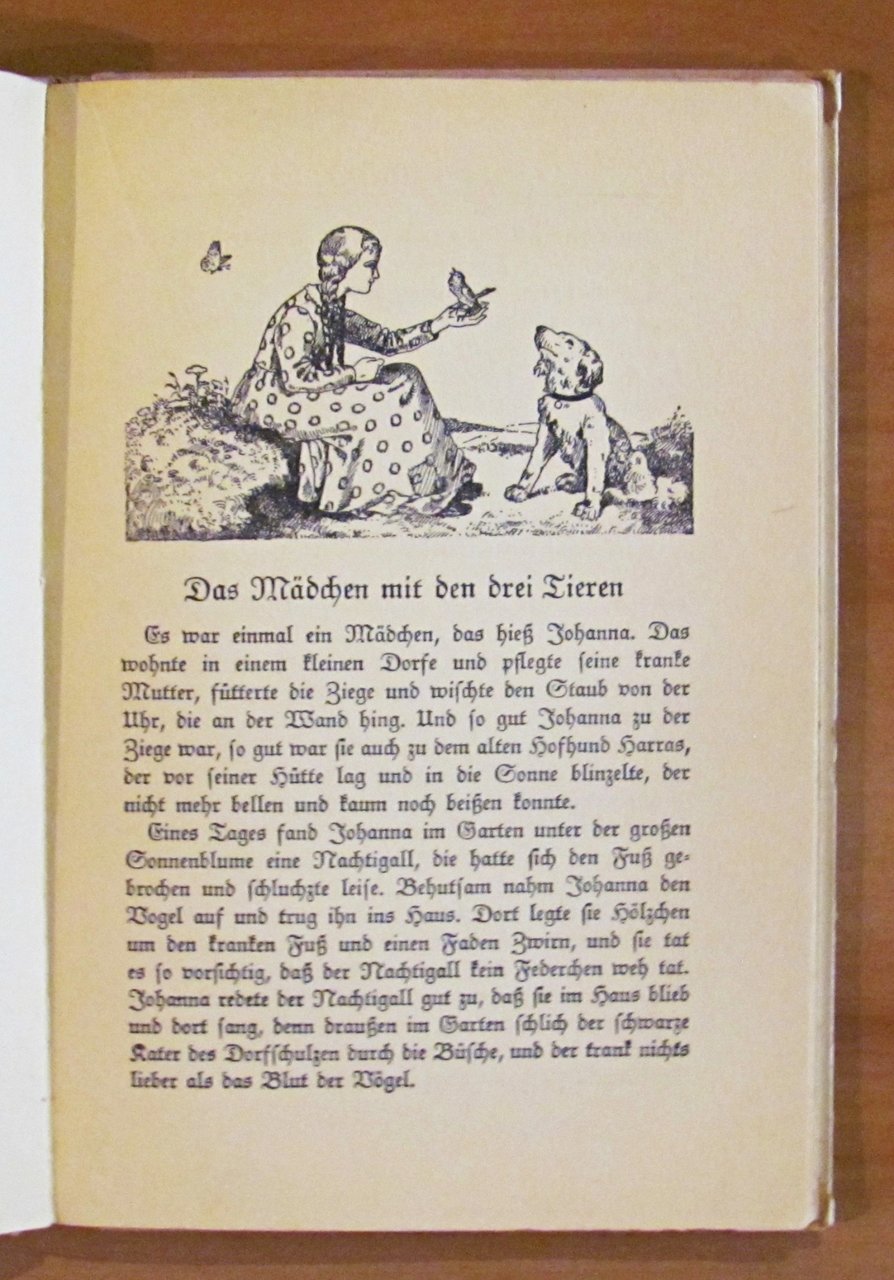 Das Mädchen mit den drei Tieren
Es war einmal ein Mädchen, das hieß Johanna. Das
wohnte in einem kleinen Dorfe und pflegte seine kranke
Mutter, fütterte die Ziege und wischte den Staub von der
Uhr, die an der Wand hing. Und so gut Johanna zu der
Ziege war, so gut war sie auch zu dem alten Hofhund Harras,
der vor seiner Hütte lag und in die Sonne blinzelte, der
nicht mehr bellen und kaum noch beißen konnte.
Eines Tages fand Johanna im Garten unter der großen
Sonnenblume eine Nachtigall, die hatte sich den Fuß ge-
brochen und schluchzte leise. Behutsam nahm Johanna den
Vogel auf und trug ihn ins Haus. Dort legte sie Hölzchen
um den kranken Fuß und einen Faden Zwirn, und sie tat
es so vorsichtig, daß der Nachtigall kein Federchen weh tat.
Johanna redete der Nachtigall gut zu, daß sie im Haus blieb
und dort sang, denn draußen im Garten schlich der schwarze
Kater des Dorfschulzen durch die Büsche, und der trank nichts
lieber als das Blut der Vögel.